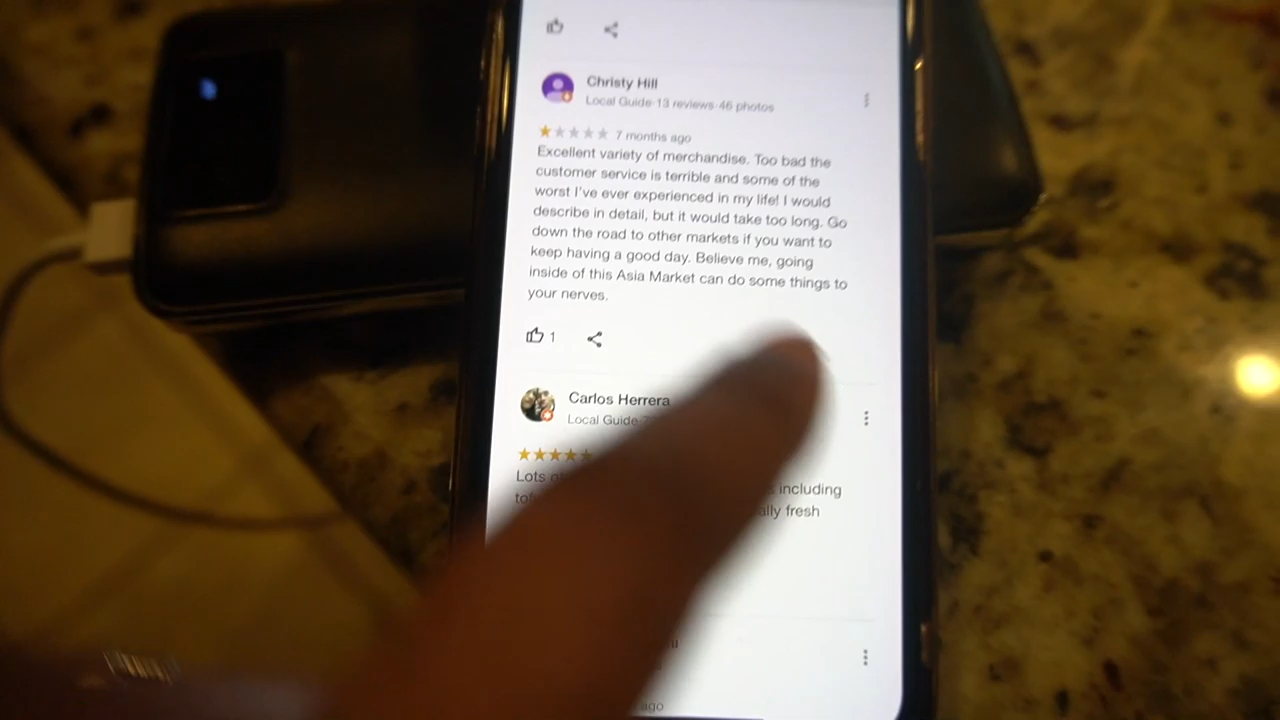 Christy Hill
Local Guide·13 reviews·46 photos
7 months ago
Excellent variety of merchandise. Too bad the
customer service is terrible and some of the
worst I've ever experienced in my life! I would
describe in detail, but it would take too long. Go
down the road to other markets if you want to
keep having a good day. Believe me, going
inside of this Asia Market can do some things to
your nerves.
1
Carlos Herrera
Local Guide
Lots
including
fresh
ago